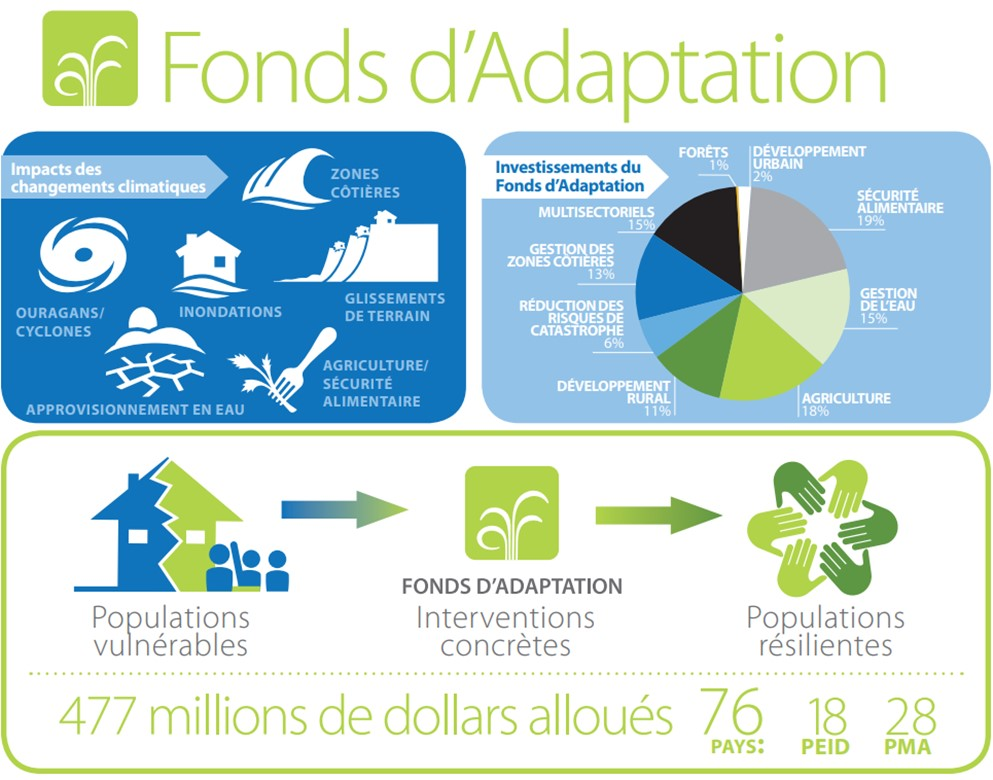 Fonds d'Adaptation
Impacts des
changements climatiques
ZONES
CÔTIÈRES
OURAGANS/
CYCLONES
INONDATIONS
GLISSEMENTS
DE TERRAIN
APPROVISIONNEMENT EN EAU
AGRICULTURE/
SÉCURITÉ
ALIMENTAIRE
Investissements du
Fonds d'Adaptation
FORÊTS
1%
DÉVELOPPEMENT
URBAIN
2%
SÉCURITÉ
ALIMENTAIRE
19%
GESTION
DE L'EAU
15%
AGRICULTURE
18%
DÉVELOPPEMENT
RURAL
11%
RÉDUCTION DES
RISQUES DE
CATASTROPHE
6%
GESTION DES
ZONES CÔTIÈRES
13%
MULTISECTORIELS
15%
Populations
vulnérables
FONDS D'ADAPTATION
Interventions
concrètes
Populations
résilientes
477 millions de dollars alloués
76
PAYS:
18
PEID
28
PMA